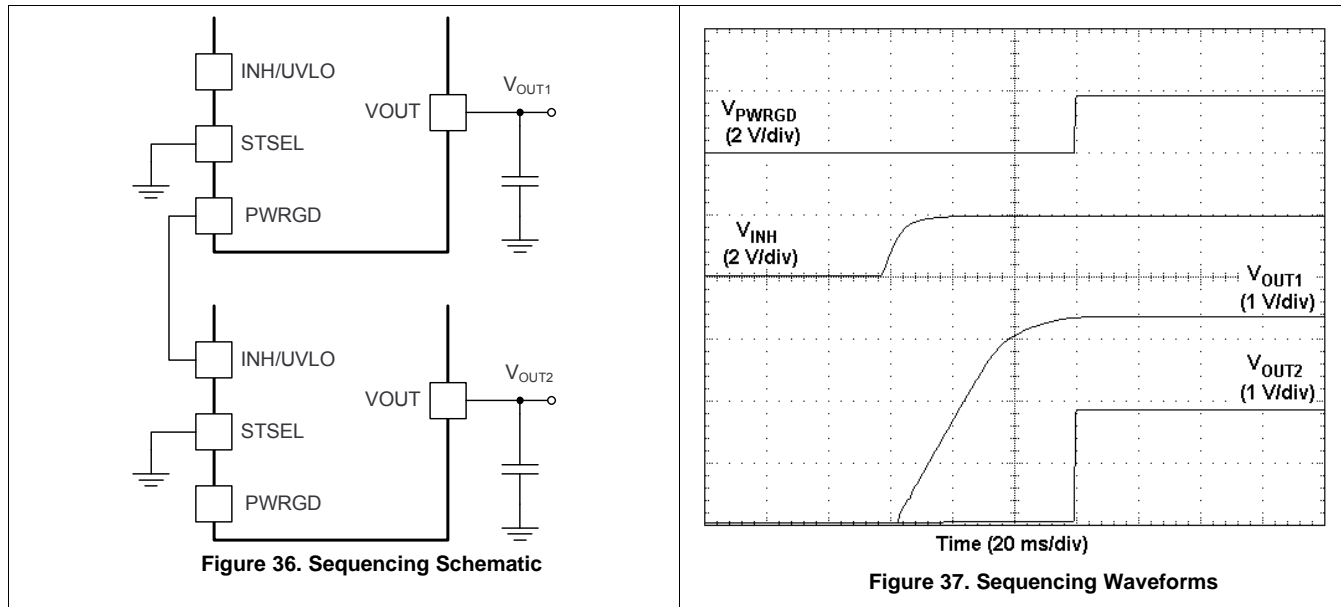 INH/UVLO
VOUT
VOUT1
STSEL
PWRGD
INH/UVLO
VOUT
VOUT2
STSEL
PWRGD
Figure 36. Sequencing Schematic
VPWRGD
(2 V/div)
VINH
(2 V/div)
VOUT1
(1 V/div)
VOUT2
(1 V/div)
Time (20 ms/div)
Figure 37. Sequencing Waveforms